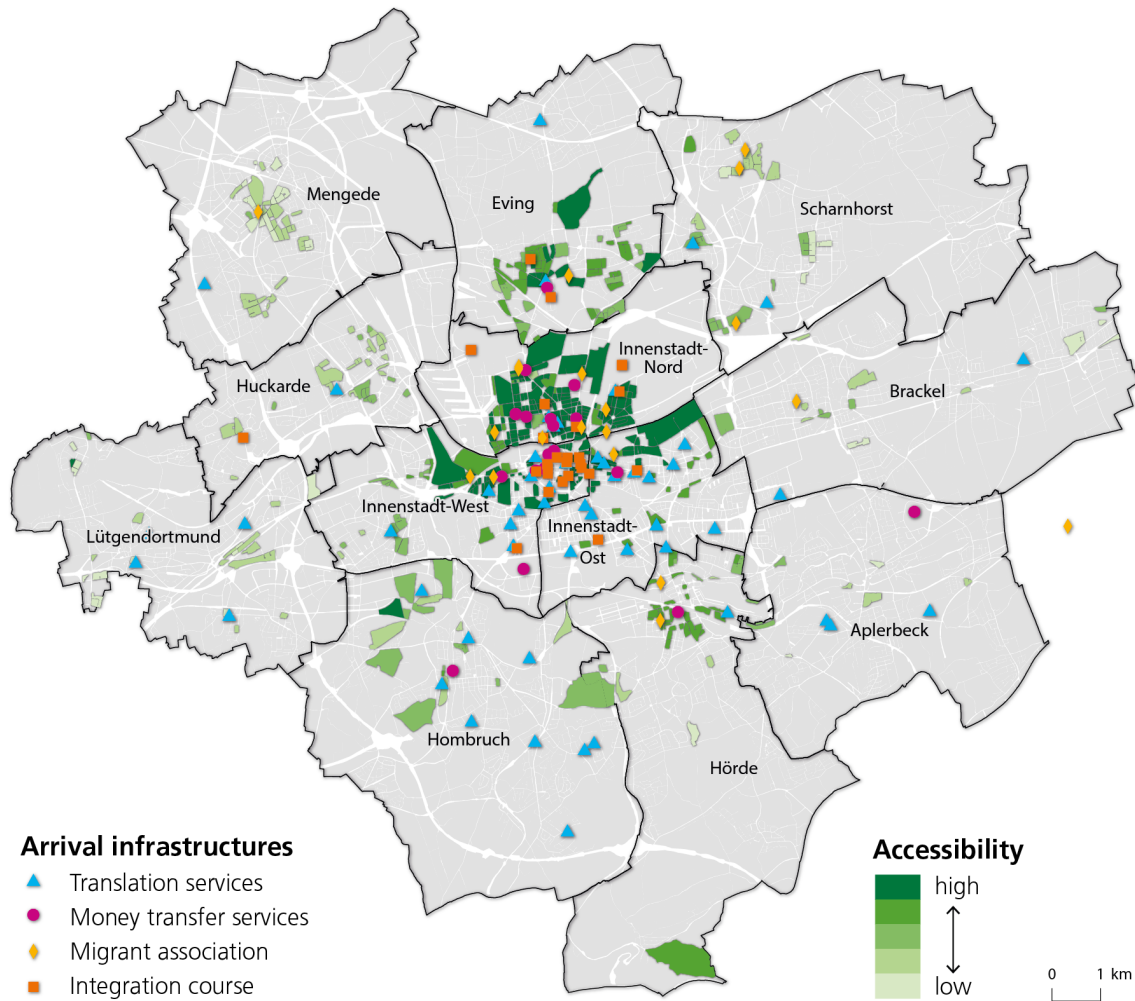 Mengede
Eving
Scharnhorst
Innenstadt-
Nord
Huckarde
Brackel
Innenstadt-West
Lütgendortmund
Innenstadt-
Ost
Aplerbeck
Hombruch
Hörde
Arrival infrastructures
Translation services
Money transfer services
Migrant association
Integration course
Accessibility
high
low
0 1 km